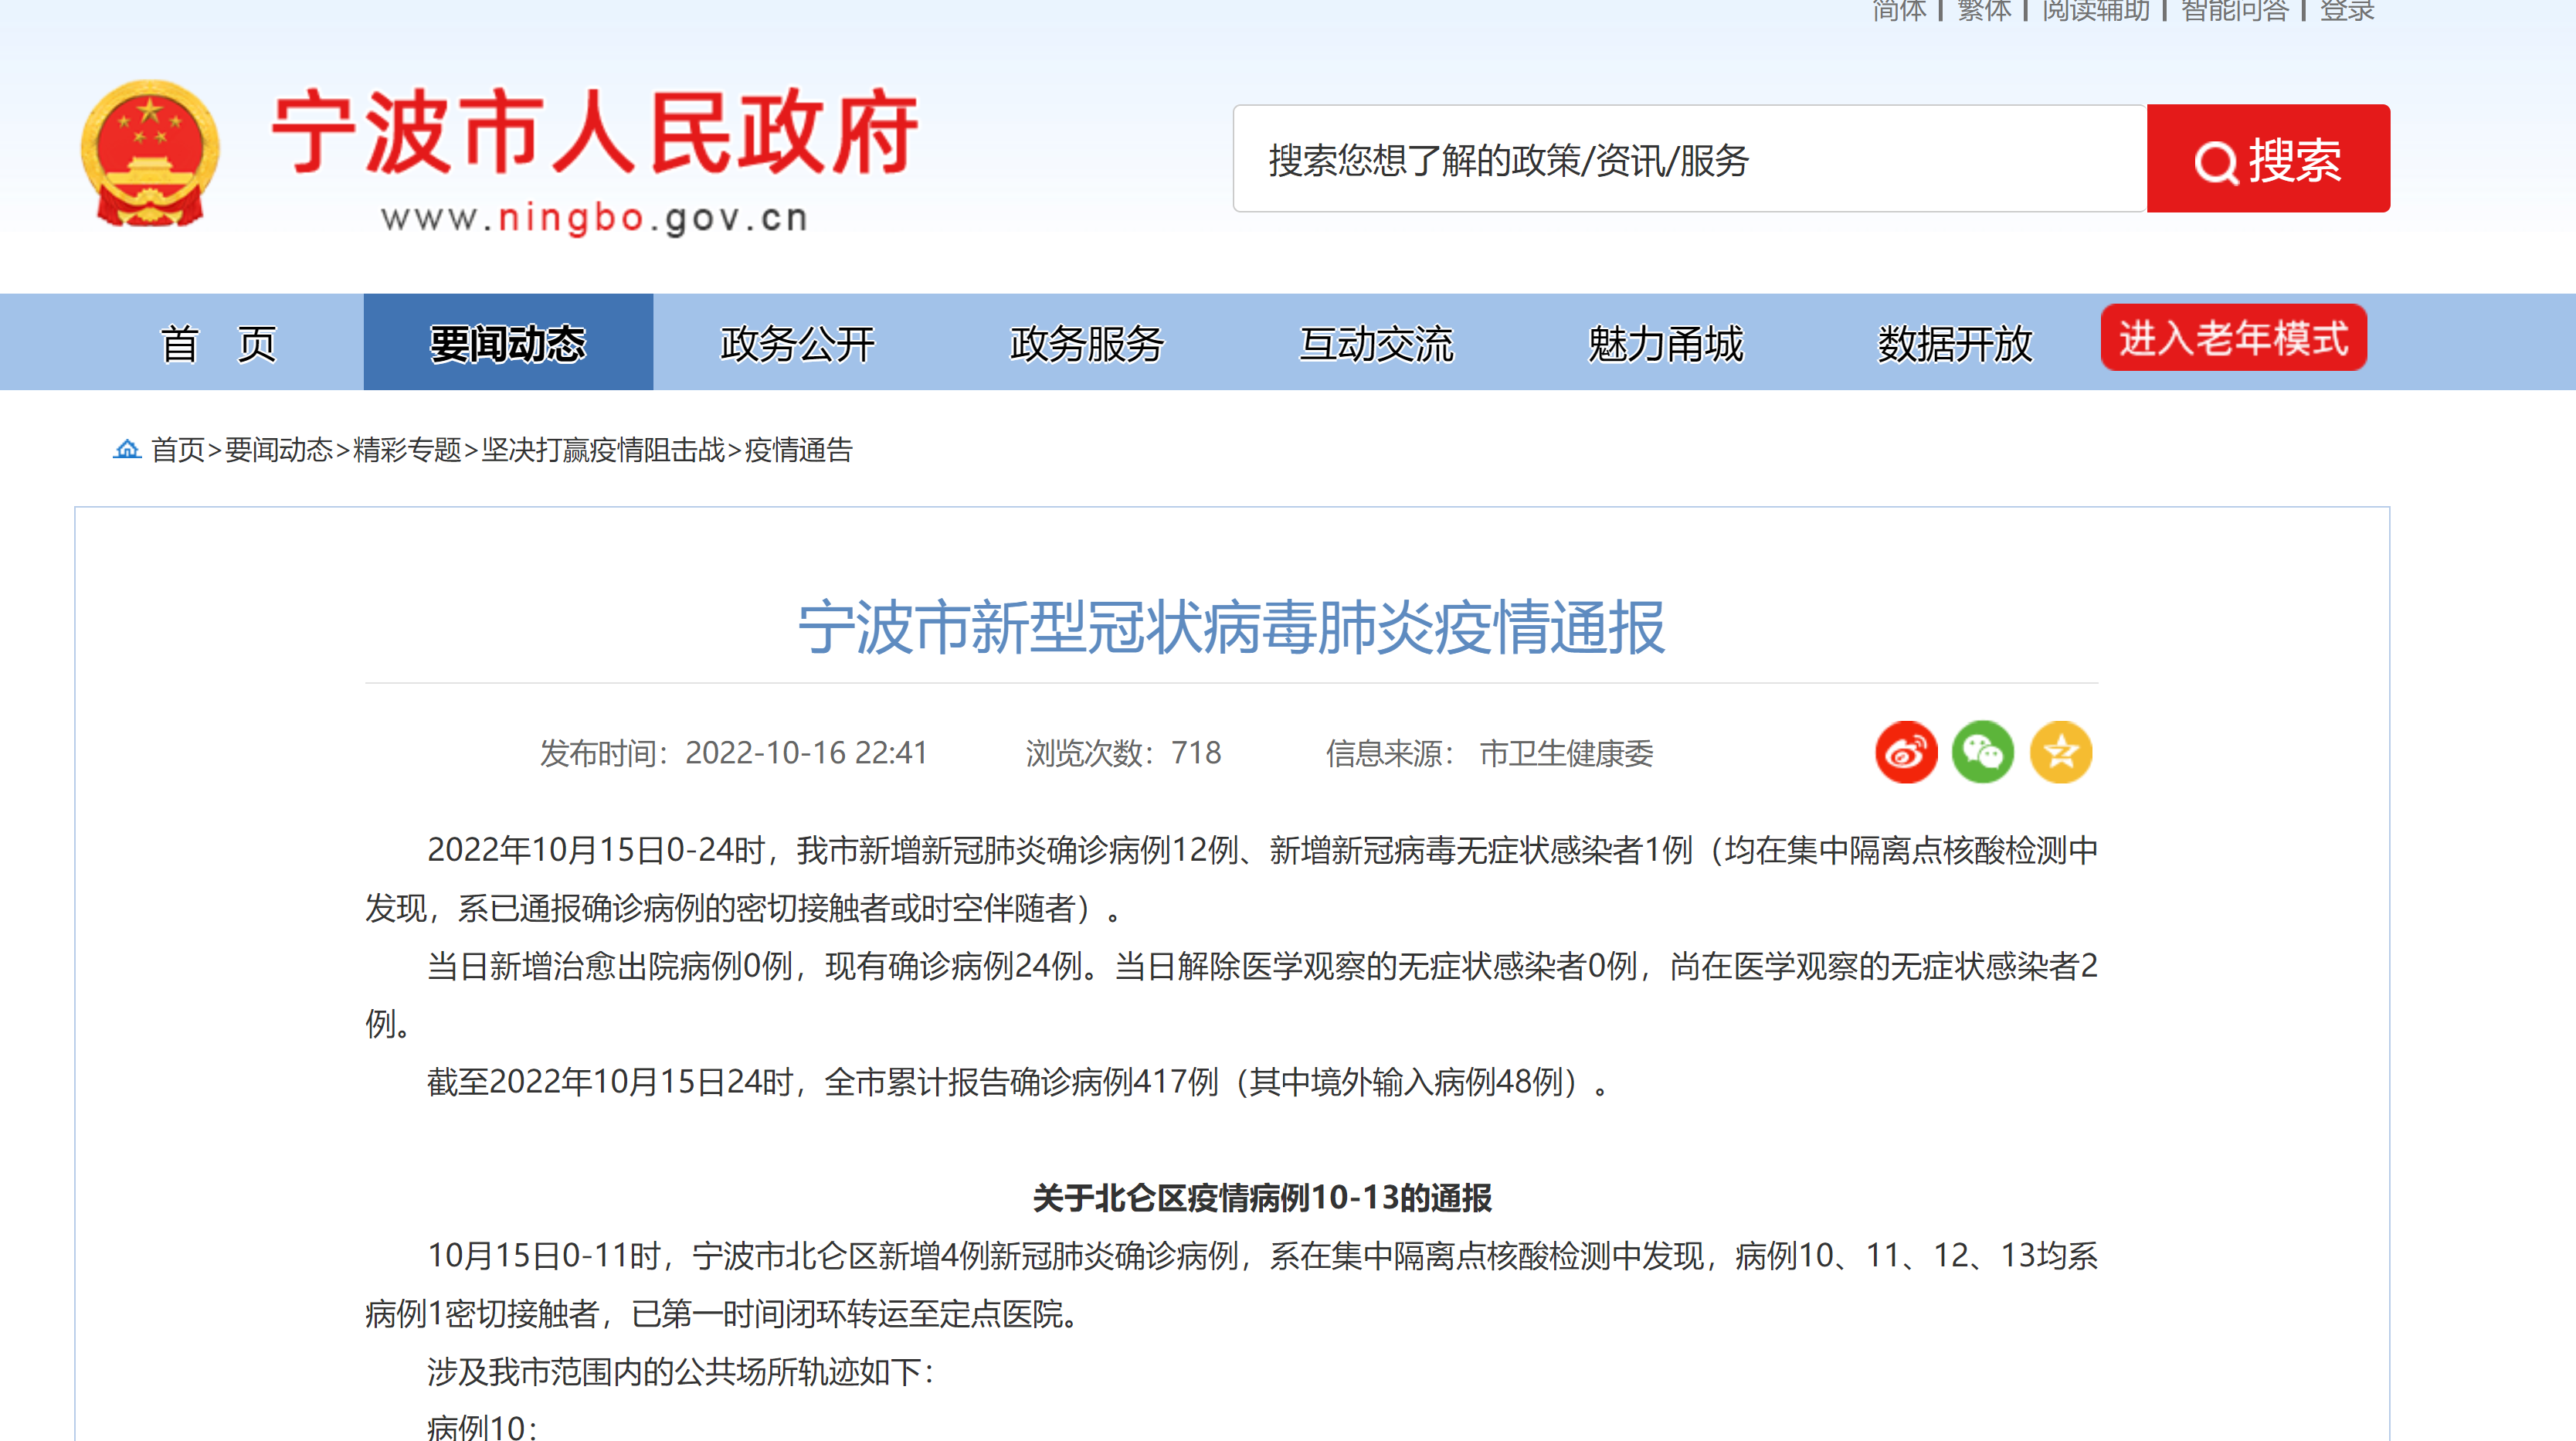 简体 | 繁体 | 阅读辅助 | 智能问答 | 登录
宁波市人民政府
www.ningbo.gov.cn
搜索您想了解的政策/资讯/服务
搜索
首 页 要闻动态 政务公开 政务服务 互动交流 魅力甬城 数据开放 进入老年模式
首页>要闻动态>精彩专题>坚决打赢疫情阻击战>疫情通告
宁波市新型冠状病毒肺炎疫情通报
发布时间：2022-10-16 22:41 浏览次数：718 信息来源： 市卫生健康委
2022年10月15日0-24时，我市新增新冠肺炎确诊病例12例、新增新冠病毒无症状感染者1例（均在集中隔离点核酸检测中
发现，系已通报确诊病例的密切接触者或时空伴随者）。
当日新增治愈出院病例0例，现有确诊病例24例。当日解除医学观察的无症状感染者0例，尚在医学观察的无症状感染者2
例。
截至2022年10月15日24时，全市累计报告确诊病例417例（其中境外输入病例48例）。
关于北仑区疫情病例10-13的通报
10月15日0-11时，宁波市北仑区新增4例新冠肺炎确诊病例，系在集中隔离点核酸检测中发现，病例10、11、12、13均系
病例1密切接触者，已第一时间闭环转运至定点医院。
涉及我市范围内的公共场所轨迹如下：
病例10：